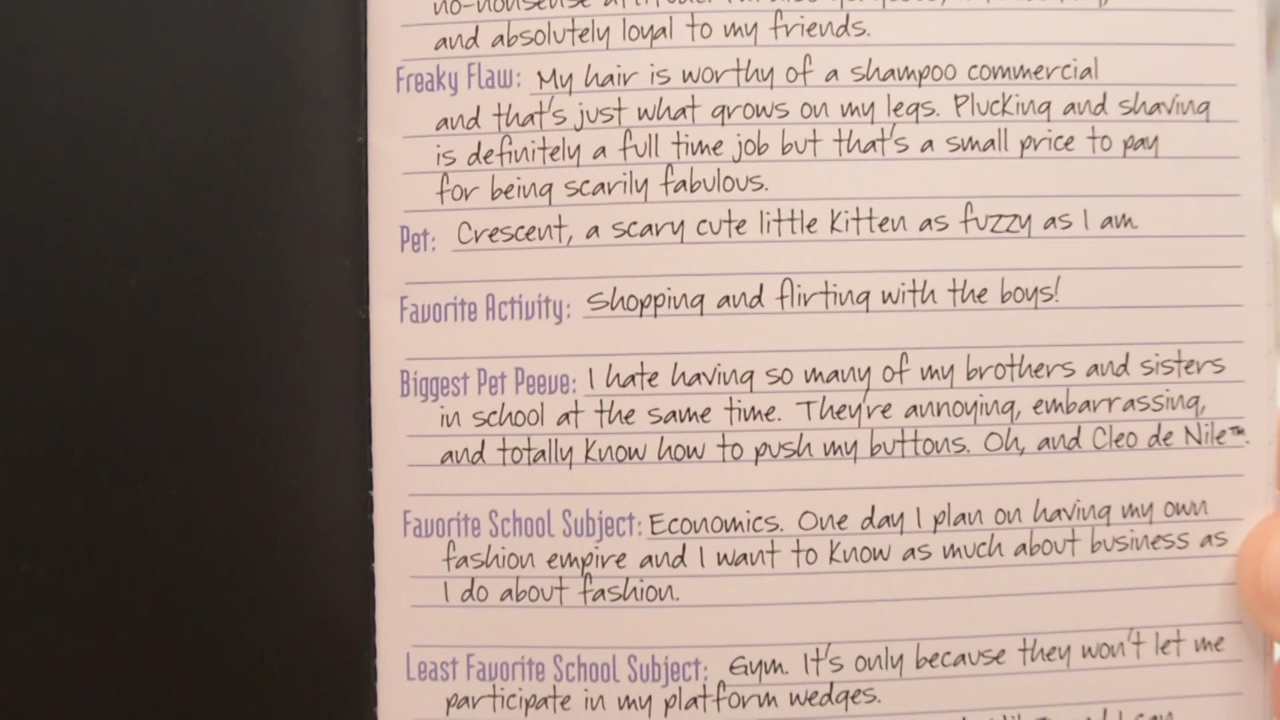 and absolutely loyal to my friends.
Freaky Flaw: My hair is worthy of a shampoo commercial
and that's just what grows on my legs. Plucking and shaving
is definitely a full time job but that's a small price to pay
for being scarily fabulous.
Pet: Crescent, a scary cute little kitten as fuzzy as I am.
Favorite Activity: Shopping and flirting with the boys!
Biggest Pet Peeve: I hate having so many of my brothers and sisters
in school at the same time. They're annoying, embarrassing,
and totally know how to push my buttons. Oh, and Cleo de Nile™.
Favorite School Subject: Economics. One day I plan on having my own
fashion empire and I want to know as much about business as
I do about fashion.
Least Favorite School Subject: Gym. It's only because they won't let me
participate in my platform wedges.